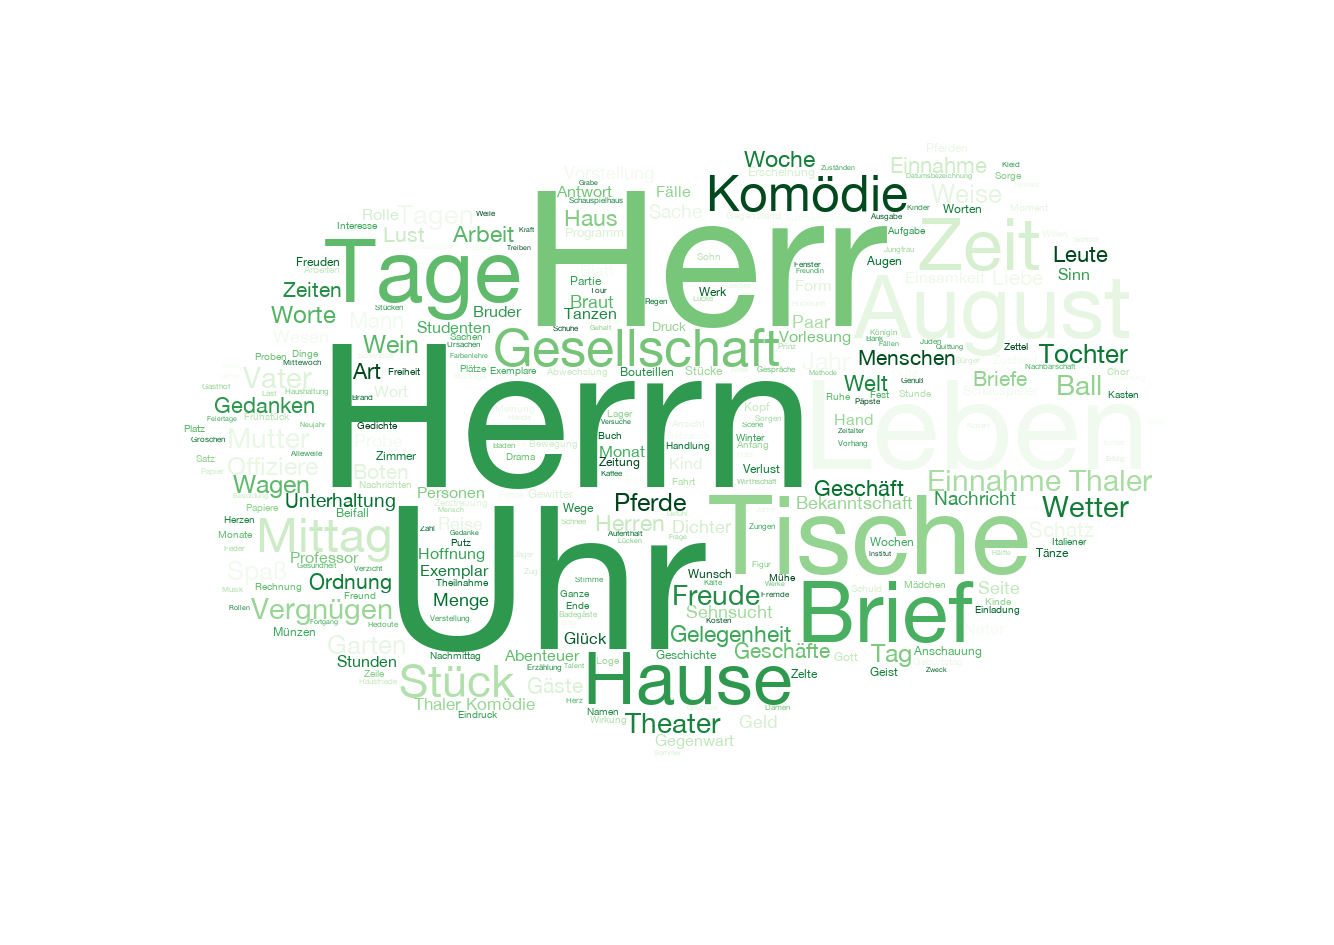 Herr
Herrn
Uhr
Tage
Tische
Leben
August
Zeit
Brief
Hause
Gesellschaft
Komödie
Mittag
Stück
Einnahme Thaler
Woche
Einnahme
Weise
Vorstellung
Antwort
Fälle
Schauspielhaus
Grabe
Erscheinung
Zuständen
Pferden
Kleid
Sorge
Datumsbezeichnung
Rolle
Tagen
Weile
Interesse
Lust
Arbeit
Kraft
Haus
Programm
Treiben
Sache
Kinder
Ausgabe
Worten
Aufgabe
Moment
Freuden
Arbeiten
Zeiten
Worte
Stücken
Bruder
Studenten
Mann
Wesen
Partie
Tour
Braut
Tanzen
Schuhe
Gehalt
Sohn
Regen
Werk
Druck
Fenster
Freundin
Form
Paar
Vorlesung
Prinz
Augen
Jungfrau
Einsamkeit
Liebe
Leute
Sinn
Königin
Bank
Fällen
Juden
Quittung
Zettel
Tochter
Nachbarschaft
Chor
Wein
Sachen
Ursachen
Farbenlehre
Proben
Dinge
Mittwoch
Art
Freiheit
Plätze
Exemplare
Abwechslung
Bouteillen
Stücke
Gespräche
Jahr
Methode
Menschen
Bürger
Gasthof
Vater
Last
Haushaltung
Brand
Wort
Welt
Genuß
Briefe
Ball
Kasten
Gedanken
Feiertage
Frühstück
Neujahr
Gedichte
Lager
Versuche
Kopf
Sorgen
Scene
Ruhe
Fest
Stunde
Päpste
Platz
Groschen
Mutter
Alleweile
Probe
Baden
Bewegung
Buch
Ansicht
Handlung
Winter
Anfang
Hand
Zeitalter
Vorhang
Satz
Papier
Offiziere
Boten
Zimmer
Drama
Monat
Zeitung
Kaffee
Kind
Verlust
Erfolg
Wagen
Nachrichten
Gewitter
Fahrt
Wirthschaft
Geschäft
Unterhaltung
Personen
Mensch
Pferde
Bekanntschaft
Nachricht
Wetter
Papiere
Beifall
Wege
Herzen
Monate
Reise
Zahl
Gedanke
Schnee
Herren
Aufenthalt
Lücken
Dichter
Frage
Zungen
Wochen
Institut
Schatz
Italiener
Tänze
Hälfte
Feder
Professor
Gesundheit
Verzicht
Putz
Hoffnung
Exemplar
Theilnahme
Zug
Figur
Spaß
Rechnung
Ordnung
Freund
Stimme
Wunsch
Kälte
Mühe
Werke
Fremde
Schuld
Mädchen
Seite
Kinde
Einladung
Musik
Rollen
Vergnügen
Fortgang
Hedoute
Menge
Verstellung
Ganze
Ende
Badegäste
Freude
Sehnsucht
Kosten
Natur
Münzen
Garten
Glück
Gelegenheit
Geschäfte
Tag
Anschauung
Stunden
Zeile
Nachmittag
Abenteuer
Erzählung
Talent
Loge
Geschichte
Gott
Geist
Zweck
Zelte
Gäste
Herz
Thaler Komödie
Eindruck
Namen
Wirkung
Theater
Geld
Damen
Gegenwart
Sommer